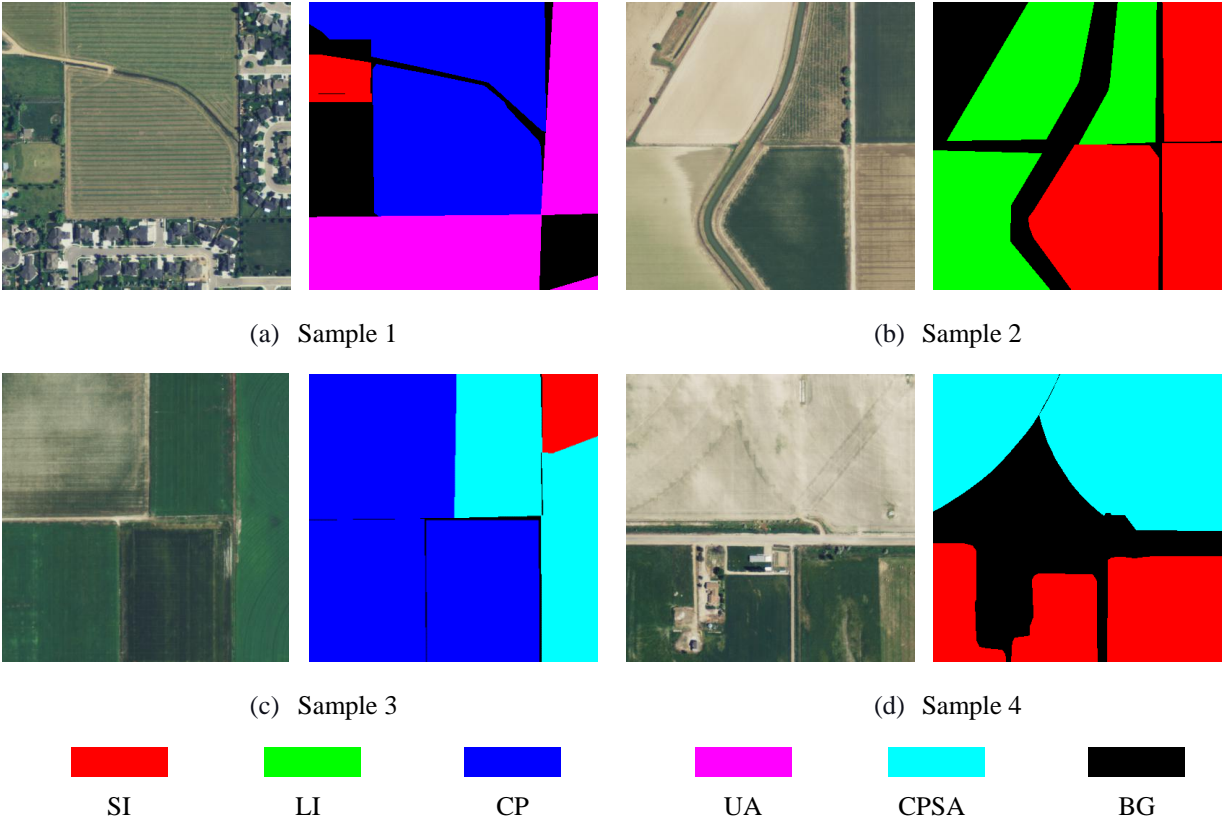 (a) Sample 1
(b) Sample 2
(c) Sample 3
(d) Sample 4
SI LI CP UA CPSA BG